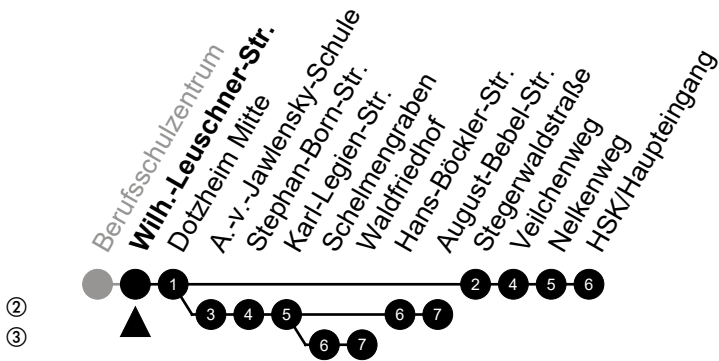 Berufsschulzentrum
Wilh.-Leuschner-Str.
Dotzheim Mitte
A.-v.-Jawlensky-Schule
Stephan-Born-Str.
Karl-Legien-Str.
Schelmengraben
Waldfriedhof
Hans-Böckler-Str.
August-Bebel-Str.
Stegerwaldstraße
Veilchenweg
Nelkenweg
HSK/Haupteingang
1 2 4 5 6
② 3 4 5 6 7
③ 6 7